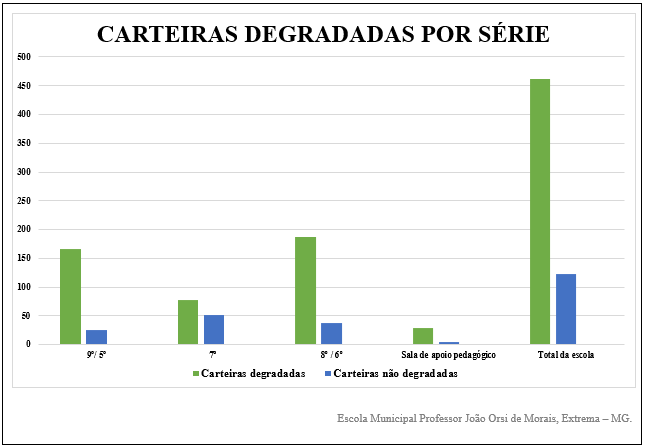 CARTEIRAS DEGRADADAS POR SÉRIE
500
450
400
350
300
250
200
150
100
50
0
9º/ 5º 7º 8º / 6º Sala de apoio pedagógico Total da escola
Carteiras degradadas Carteiras não degradadas
Escola Municipal Professor João Orsi de Morais, Extrema – MG.